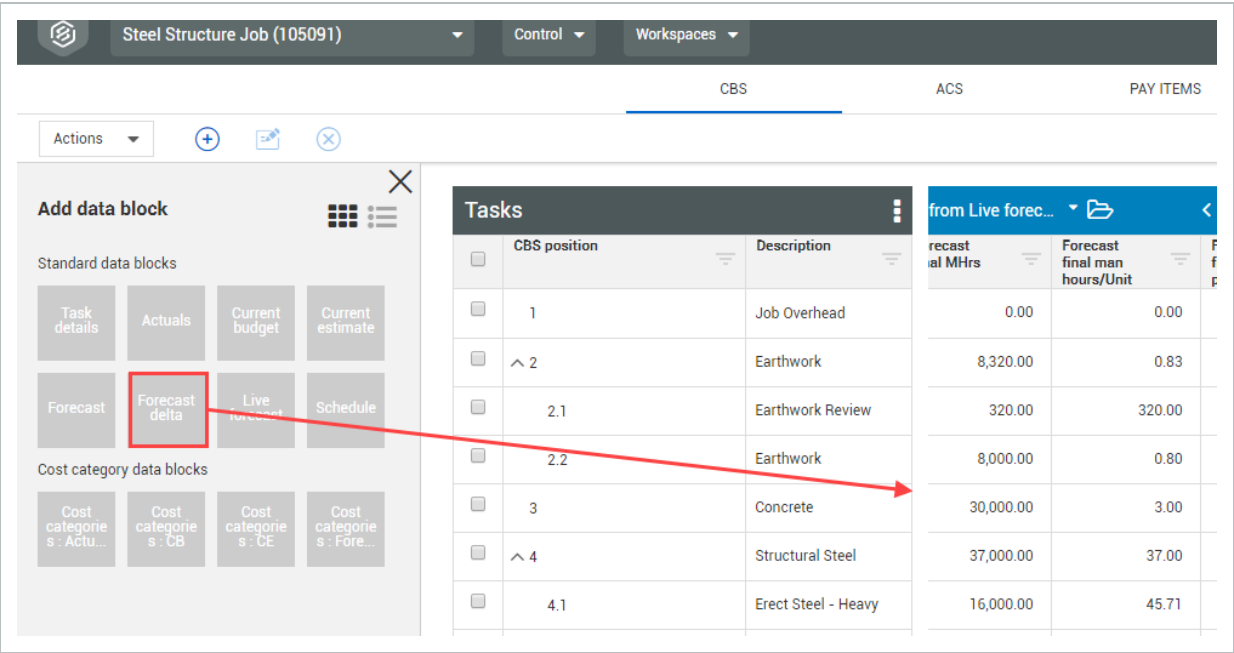 Steel Structure Job (105091)
Control
Workspaces
CBS
ACS
PAY ITEMS
Actions
Add data block
Standard data blocks
Task
details
Actuals
Current
budget
Current
estimate
Forecast
Forecast
delta
Live
forecast
Schedule
Cost category data blocks
Cost
categorie
s : Actu...
Cost
categorie
s : CB
Cost
categorie
s : CE
Cost
categorie
s : Fore...
Tasks
from Live forec...
CBS position
Description
recast
al MHrs
Forecast
final man
hours/Unit
1 Job Overhead 0.00 0.00
2 Earthwork 8,320.00 0.83
2.1 Earthwork Review 320.00 320.00
2.2 Earthwork 8,000.00 0.80
3 Concrete 30,000.00 3.00
4 Structural Steel 37,000.00 37.00
4.1 Erect Steel - Heavy 16,000.00 45.71